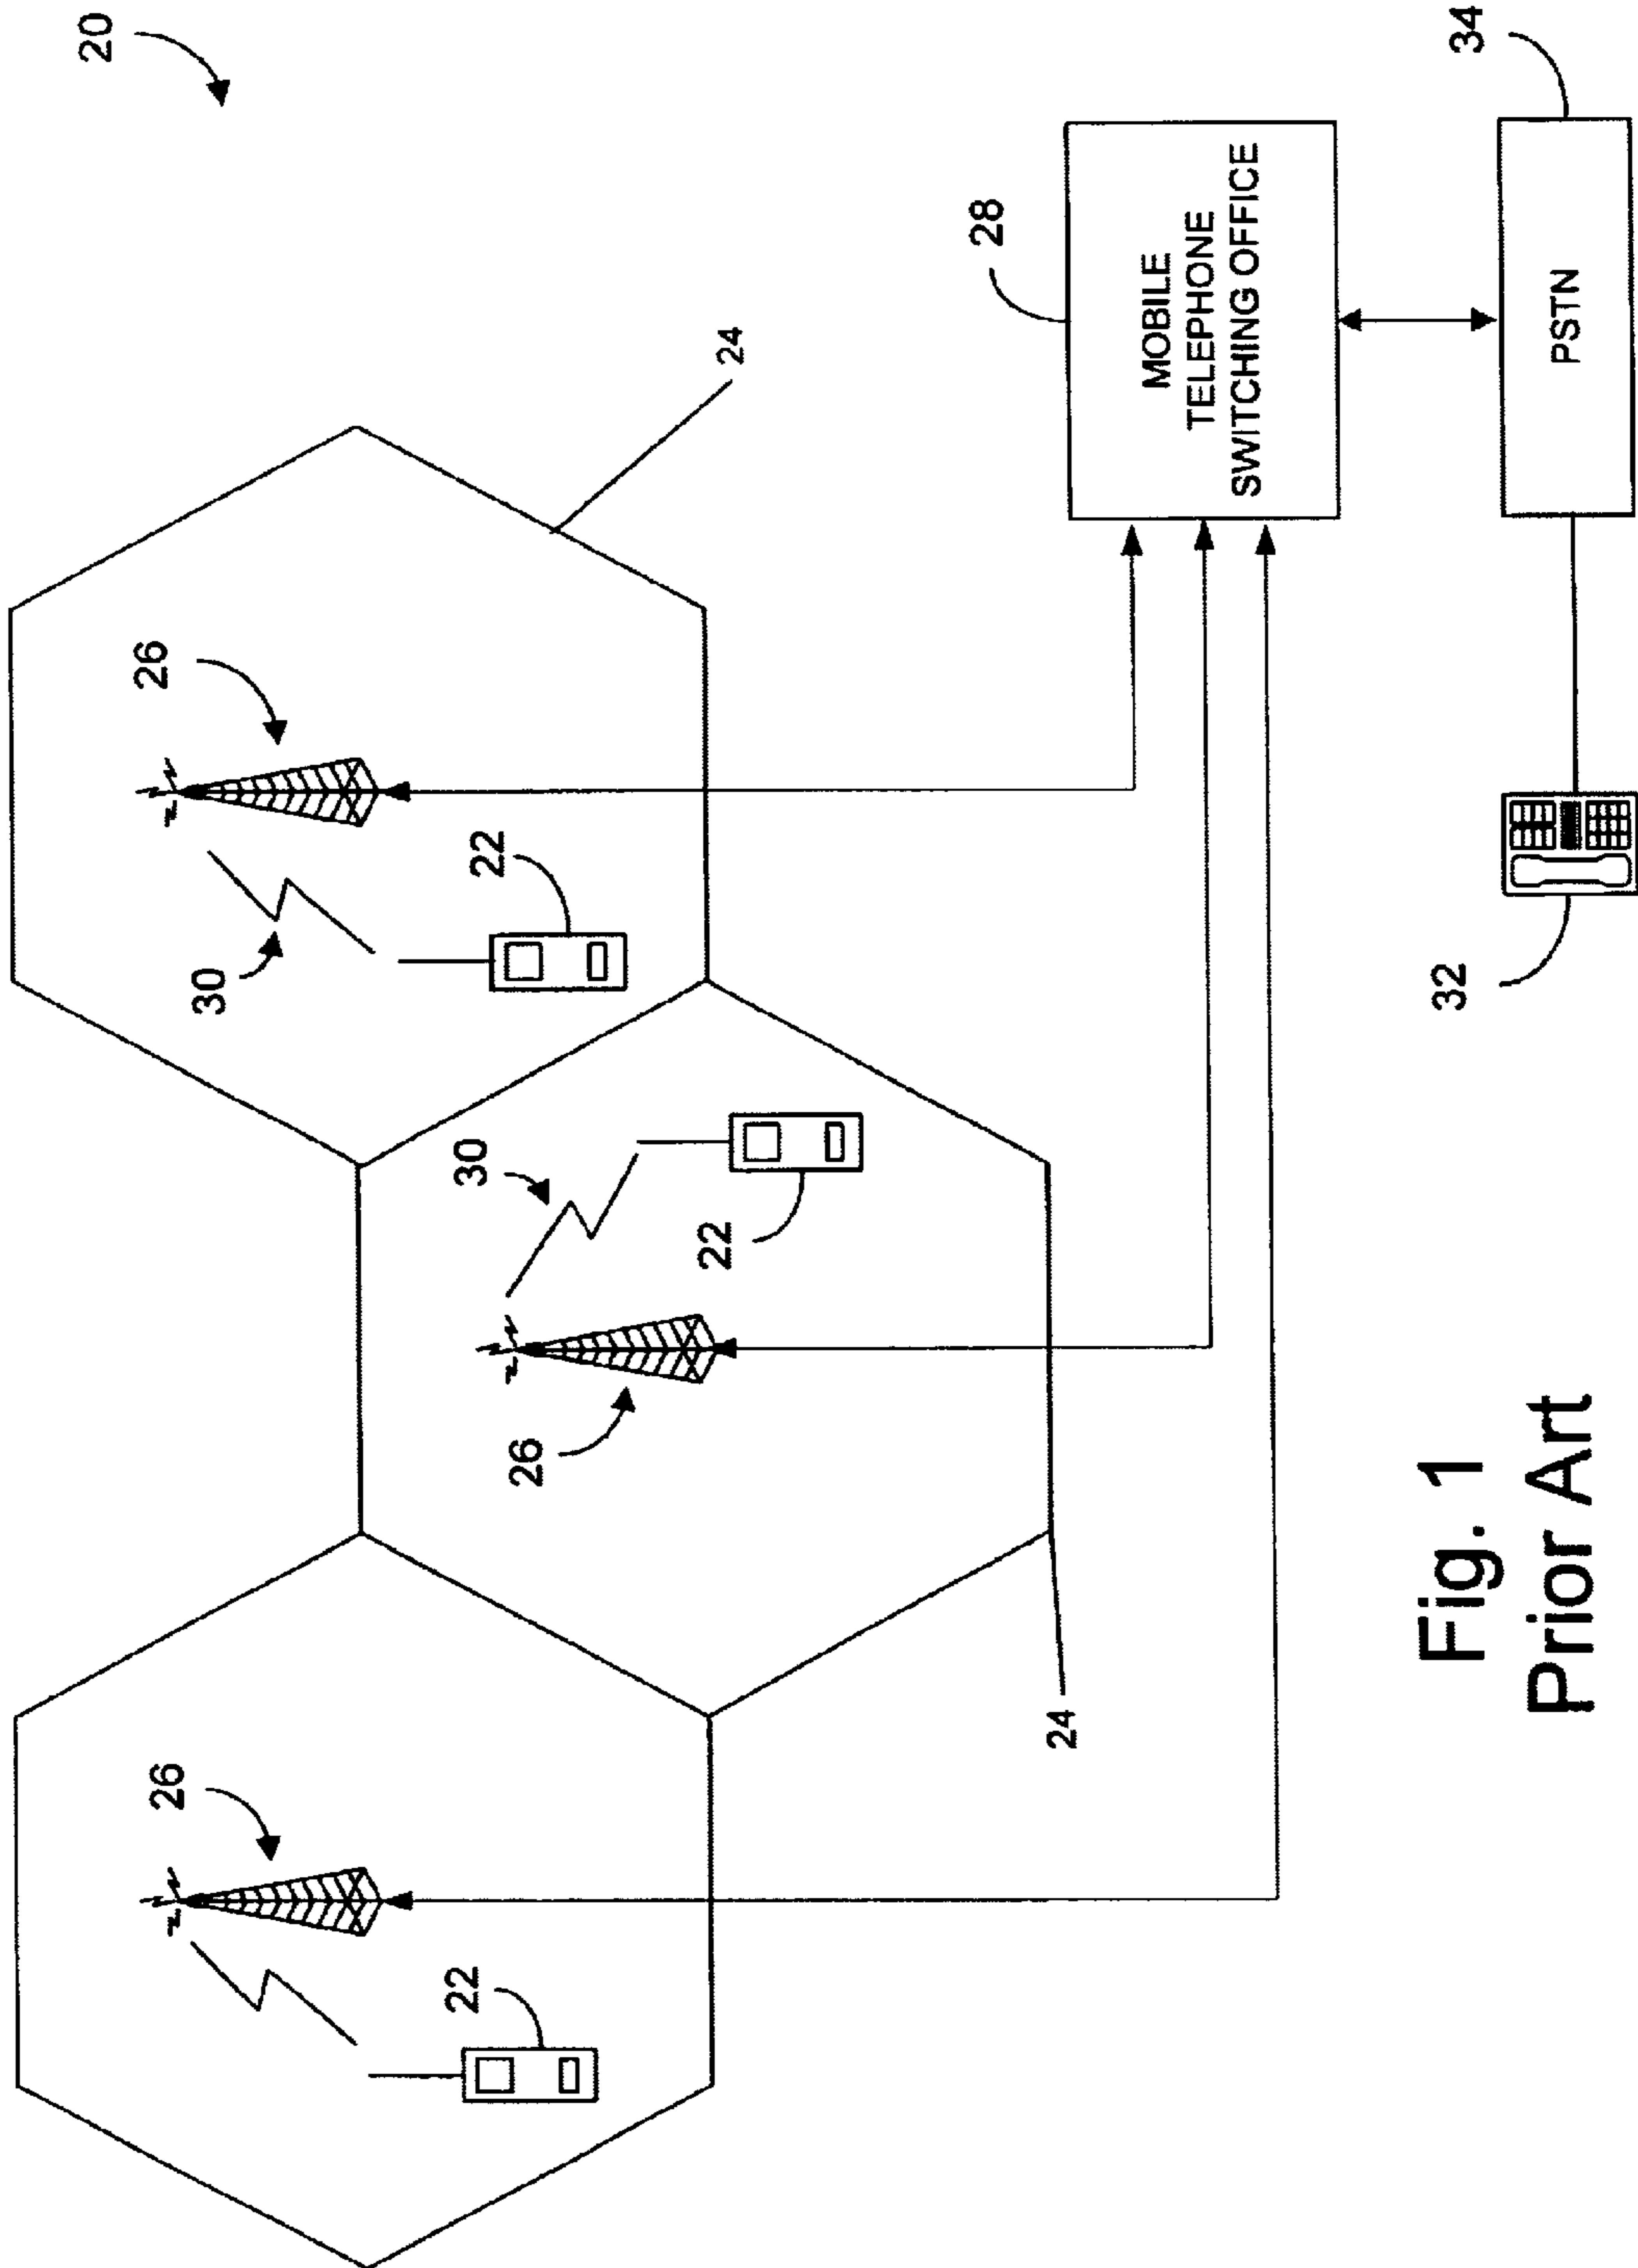 20
26
30
22
24
26
22
30
22
26
24
28
MOBILE
TELEPHONE
SWITCHING OFFICE
34
PSTN
32
Fig. 1
Prior Art